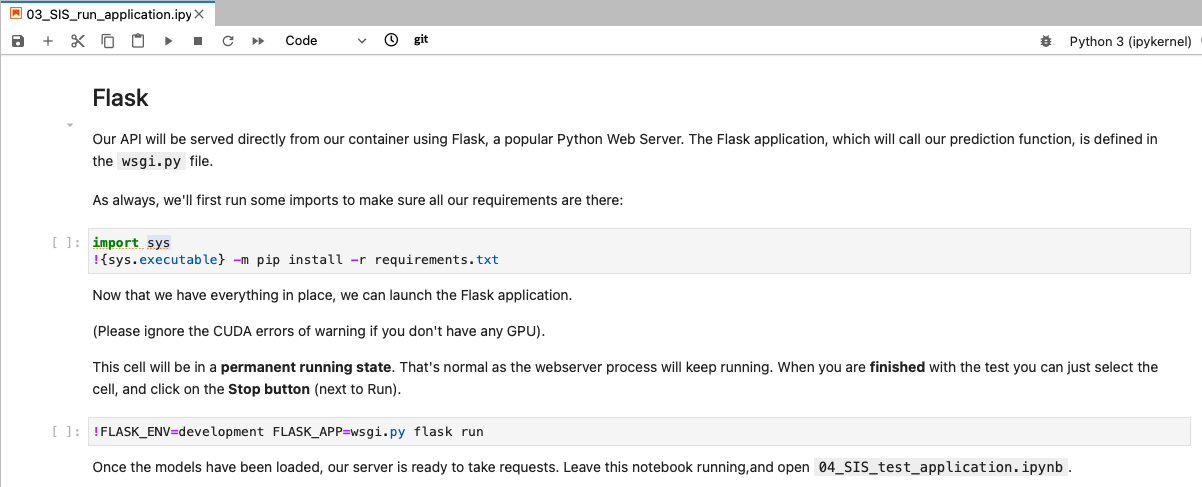 03_SIS_run_application.ipy
Code
git
Python 3 (ipykernel)
Flask
Our API will be served directly from our container using Flask, a popular Python Web Server. The Flask application, which will call our prediction function, is defined in
the wsgi.py file.
As always, we'll first run some imports to make sure all our requirements are there:
[ ]: import sys
!{sys.executable} -m pip install -r requirements.txt
Now that we have everything in place, we can launch the Flask application.
(Please ignore the CUDA errors of warning if you don't have any GPU).
This cell will be in a permanent running state. That's normal as the webserver process will keep running. When you are finished with the test you can just select the
cell, and click on the Stop button (next to Run).
[ ]: !FLASK_ENV=development FLASK_APP=wsgi.py flask run
Once the models have been loaded, our server is ready to take requests. Leave this notebook running,and open 04_SIS_test_application.ipynb.